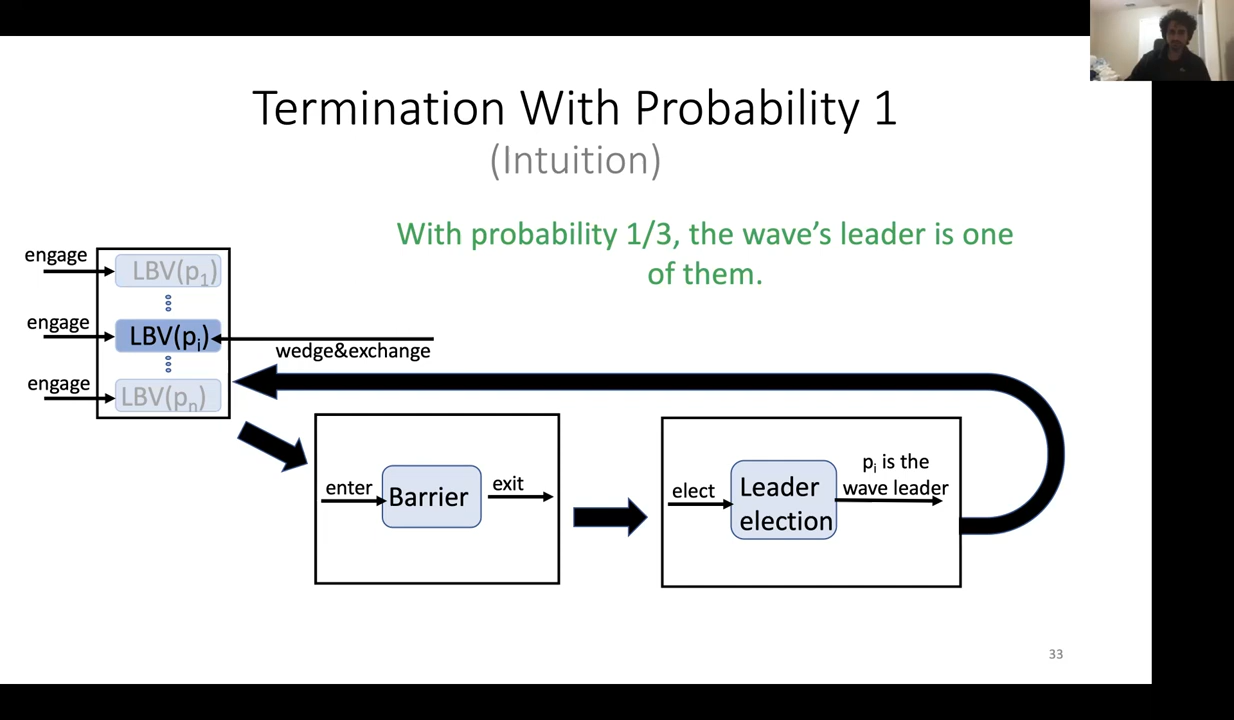 Termination With Probability 1
(Intuition)
With probability 1/3, the wave's leader is one
of them.
engage
LBV(p1)
engage
LBV(pi)
wedge&exchange
engage
LBV(pn)
enter
Barrier
exit
elect
Leader
election
pi is the
wave leader
33